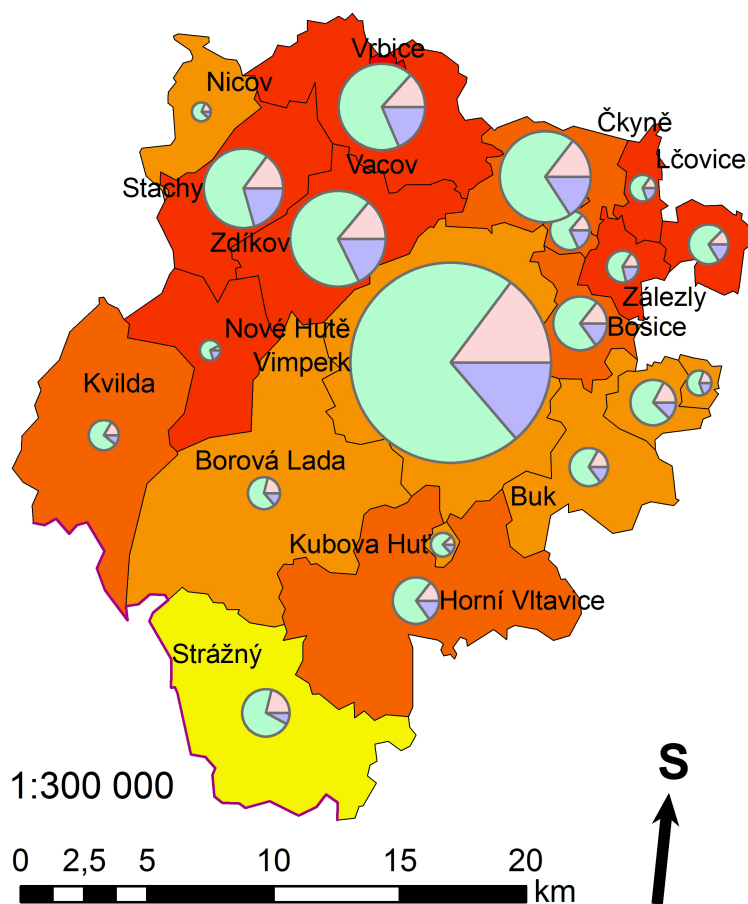 Vrbice
Nicov
Čkyně
Lčovice
Vacov
Stachy
Zdíkov
Zálezly
Nové Hutě
Bošice
Vimperk
Kvilda
Borová Lada
Buk
Kubova Huť
Horní Vltavice
Strážný
S
1:300 000
0 2,5 5 10 15 20
km